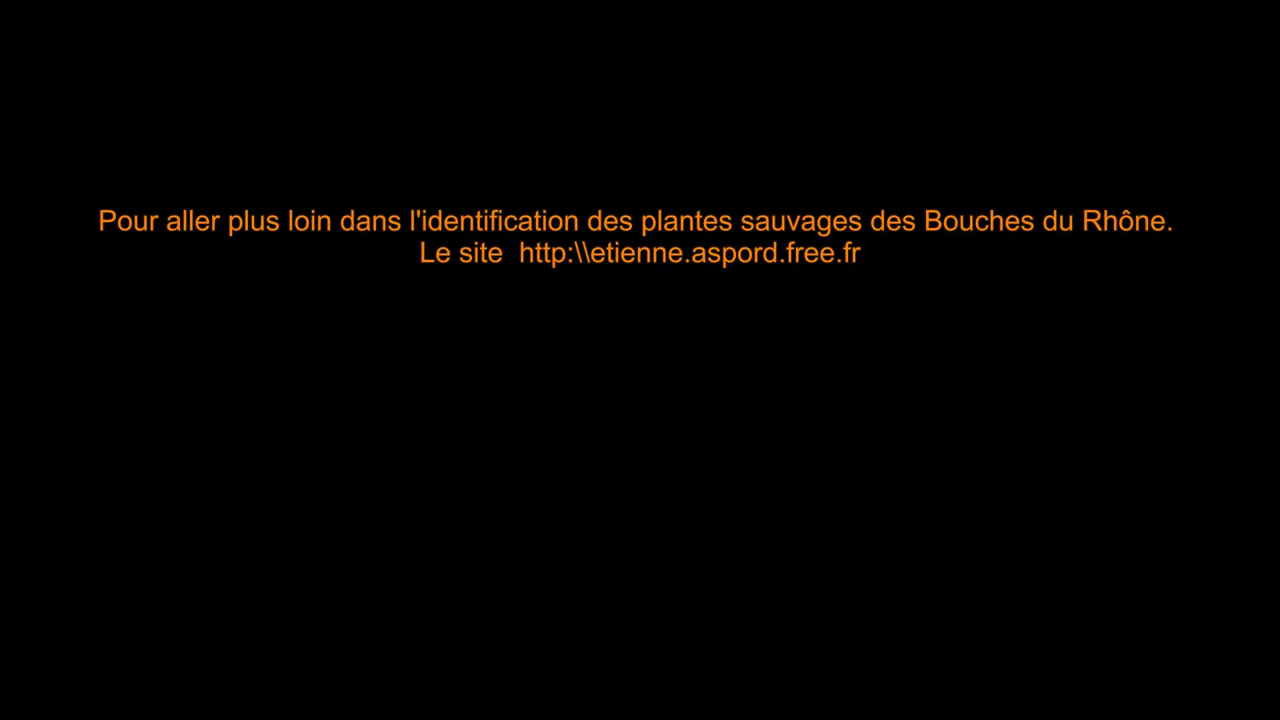 Pour aller plus loin dans l'identification des plantes sauvages des Bouches du Rhône.
Le site  http:\\etienne.aspord.free.fr